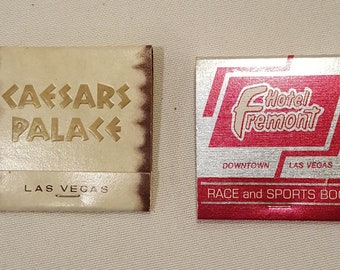 CAESARS
PALACE
LAS VEGAS
Hotel
Fremont
DOWNTOWN LAS VEGAS
RACE and SPORTS BOO